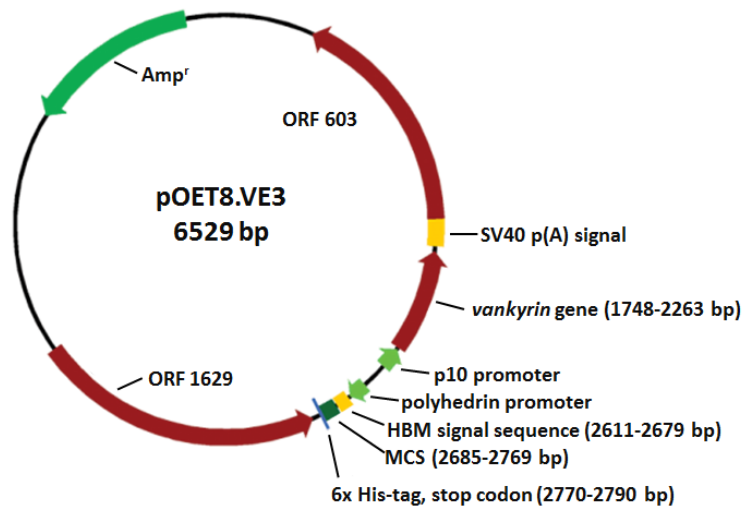 Ampʳ
ORF 603
pOET8.VE3
6529 bp
SV40 p(A) signal
vankyrin gene (1748-2263 bp)
p10 promoter
ORF 1629
polyhedrin promoter
HBM signal sequence (2611-2679 bp)
MCS (2685-2769 bp)
6x His-tag, stop codon (2770-2790 bp)